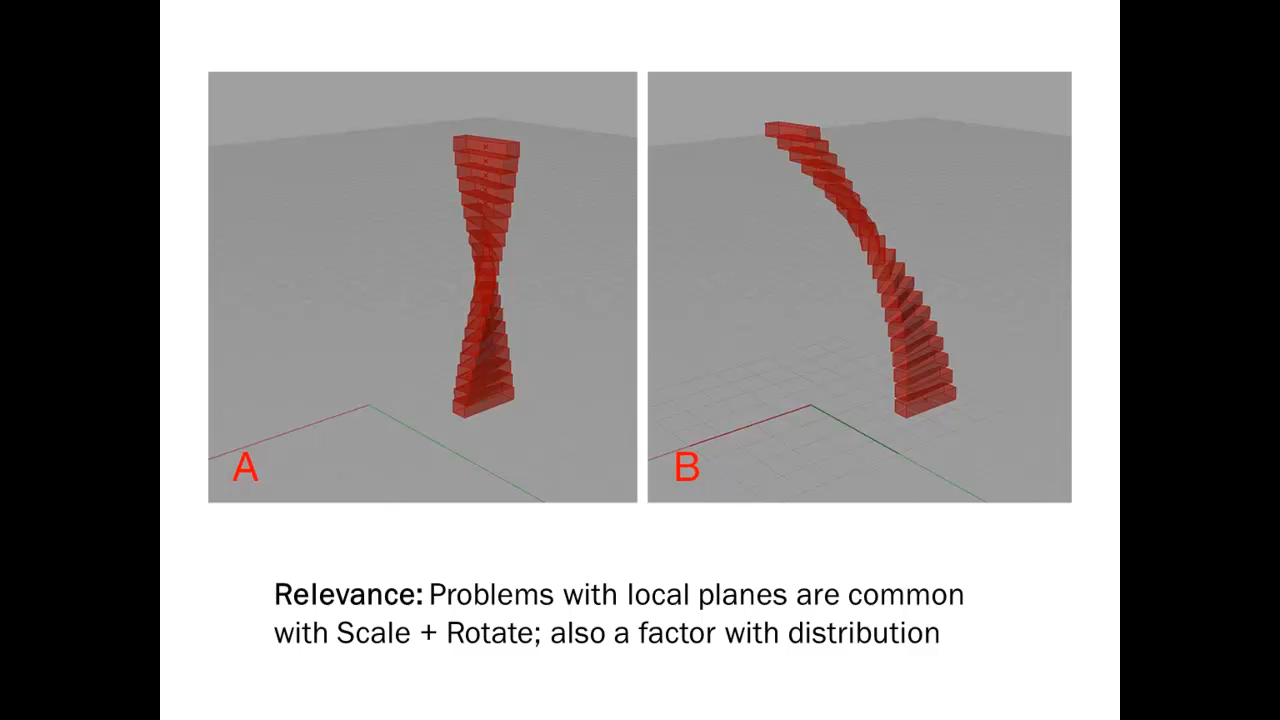 A
B
Relevance: Problems with local planes are common
with Scale + Rotate; also a factor with distribution